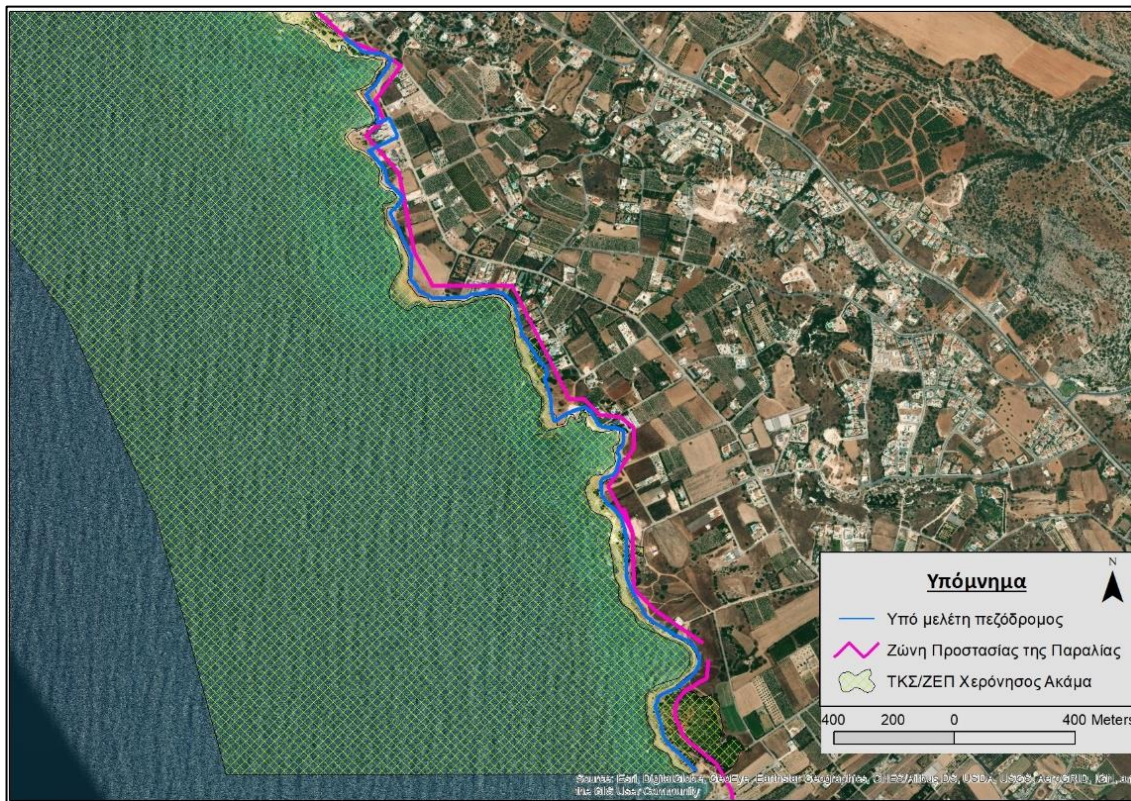 Υπόμνημα
N
Υπό μελέτη πεζόδρομος
Ζώνη Προστασίας της Παραλίας
ΤΚΣ/ΖΕΠ Χερόνησος Ακάμα
400 200 0 400 Meters
Source: Esri, DigitalGlobe, GeoEye, Earthstar Geographics, CNES/Airbus DS, USDA, USGS, AeroGRID, IGN, and
the GIS User Community